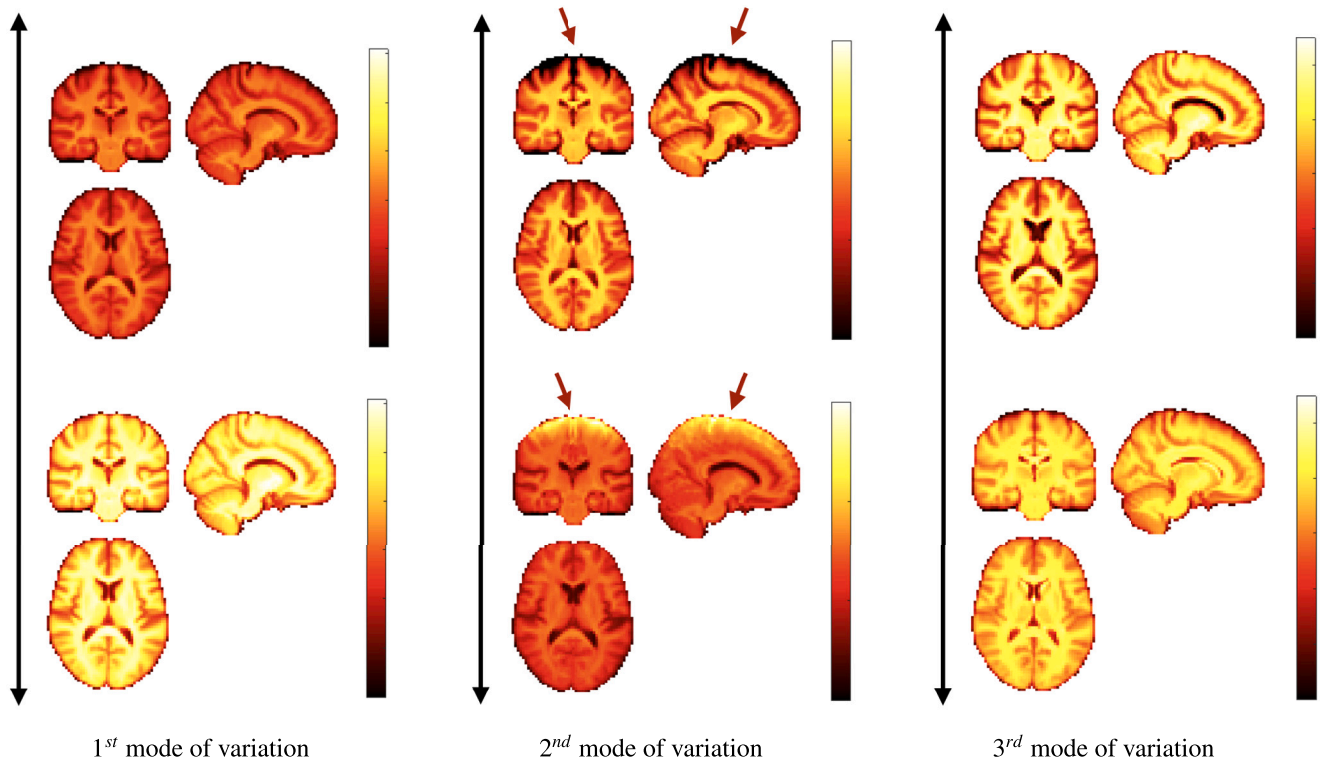 1st mode of variation
2nd mode of variation
3rd mode of variation